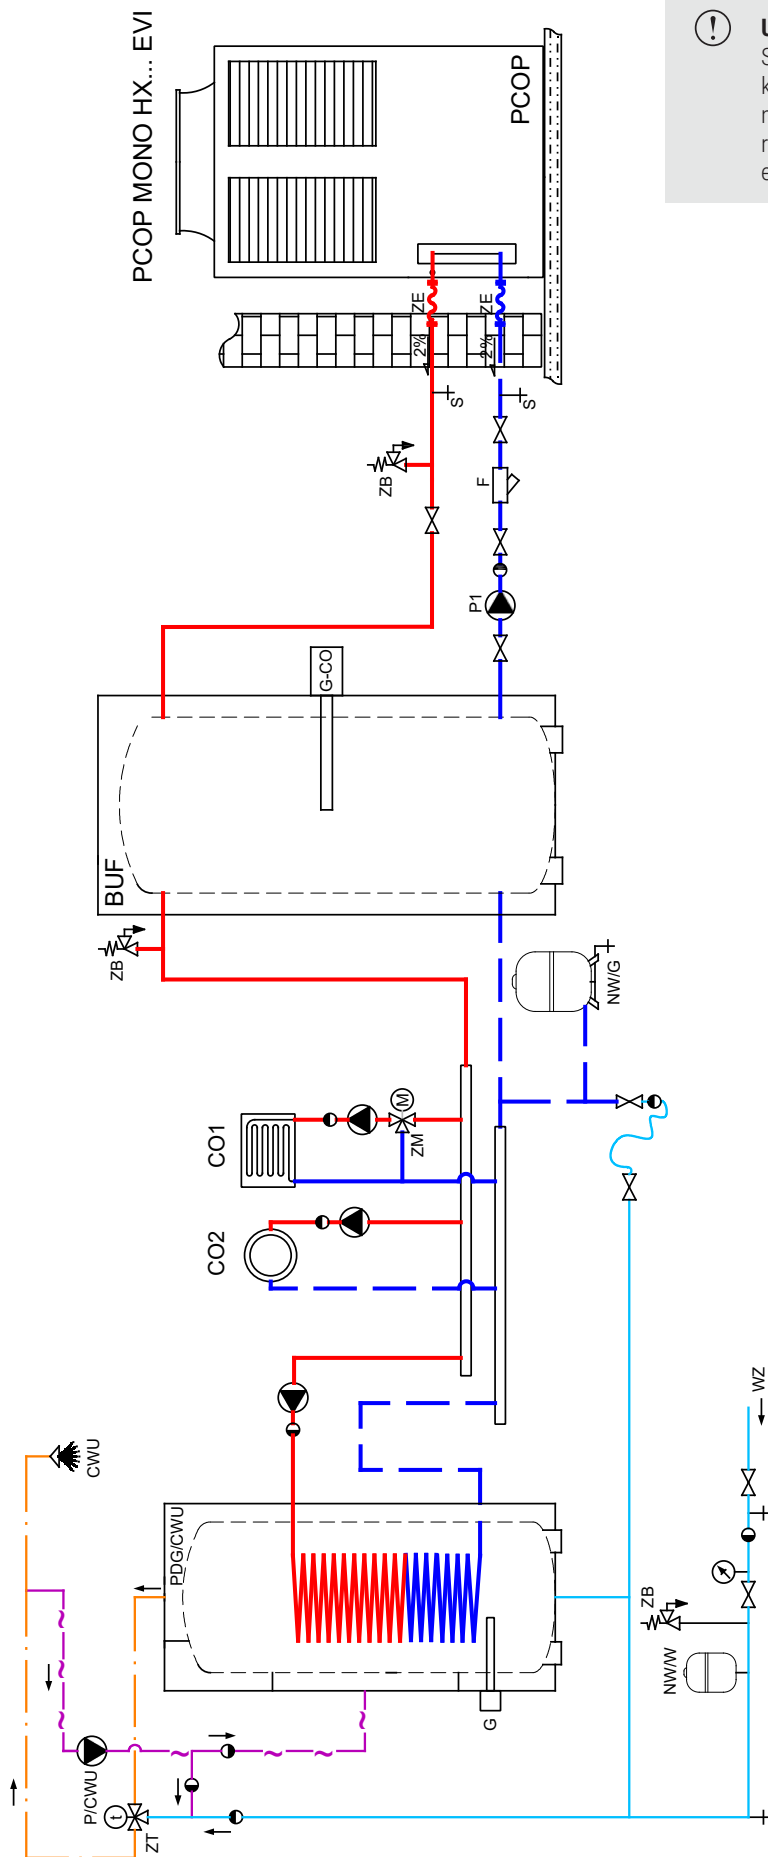 !
U
S
k
r
r
e
PCOP MONO HX... EVI
PCOP
ZE
ZE
2%
2%
S
S
ZB
F
P1
G-CO
BUF
ZB
NW/G
CO1
M
ZM
CO2
WZ
CWU
PDG/CWU
ZB
NW/W
G
P/CWU
t
ZT